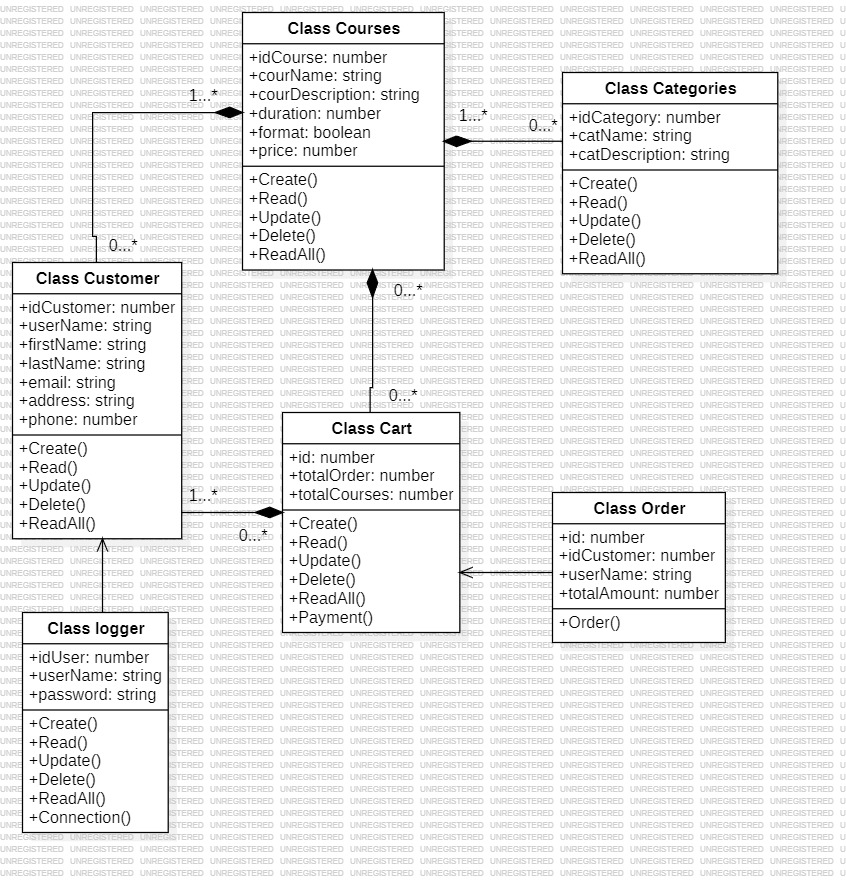 Class Courses
+idCourse: number
+courName: string
+courDescription: string
+duration: number
+format: boolean
+price: number
+Create()
+Read()
+Update()
+Delete()
+ReadAll()
1...*
0...*
1...*
0...*
Class Categories
+idCategory: number
+catName: string
+catDescription: string
+Create()
+Read()
+Update()
+Delete()
+ReadAll()
Class Customer
+idCustomer: number
+userName: string
+firstName: string
+lastName: string
+email: string
+address: string
+phone: number
+Create()
+Read()
+Update()
+Delete()
+ReadAll()
0...*
0...*
1...*
0...*
Class Cart
+id: number
+totalOrder: number
+totalCourses: number
+Create()
+Read()
+Update()
+Delete()
+ReadAll()
+Payment()
Class Order
+id: number
+idCustomer: number
+userName: string
+totalAmount: number
+Order()
Class logger
+idUser: number
+userName: string
+password: string
+Create()
+Read()
+Update()
+Delete()
+ReadAll()
+Connection()
UNREGISTERED